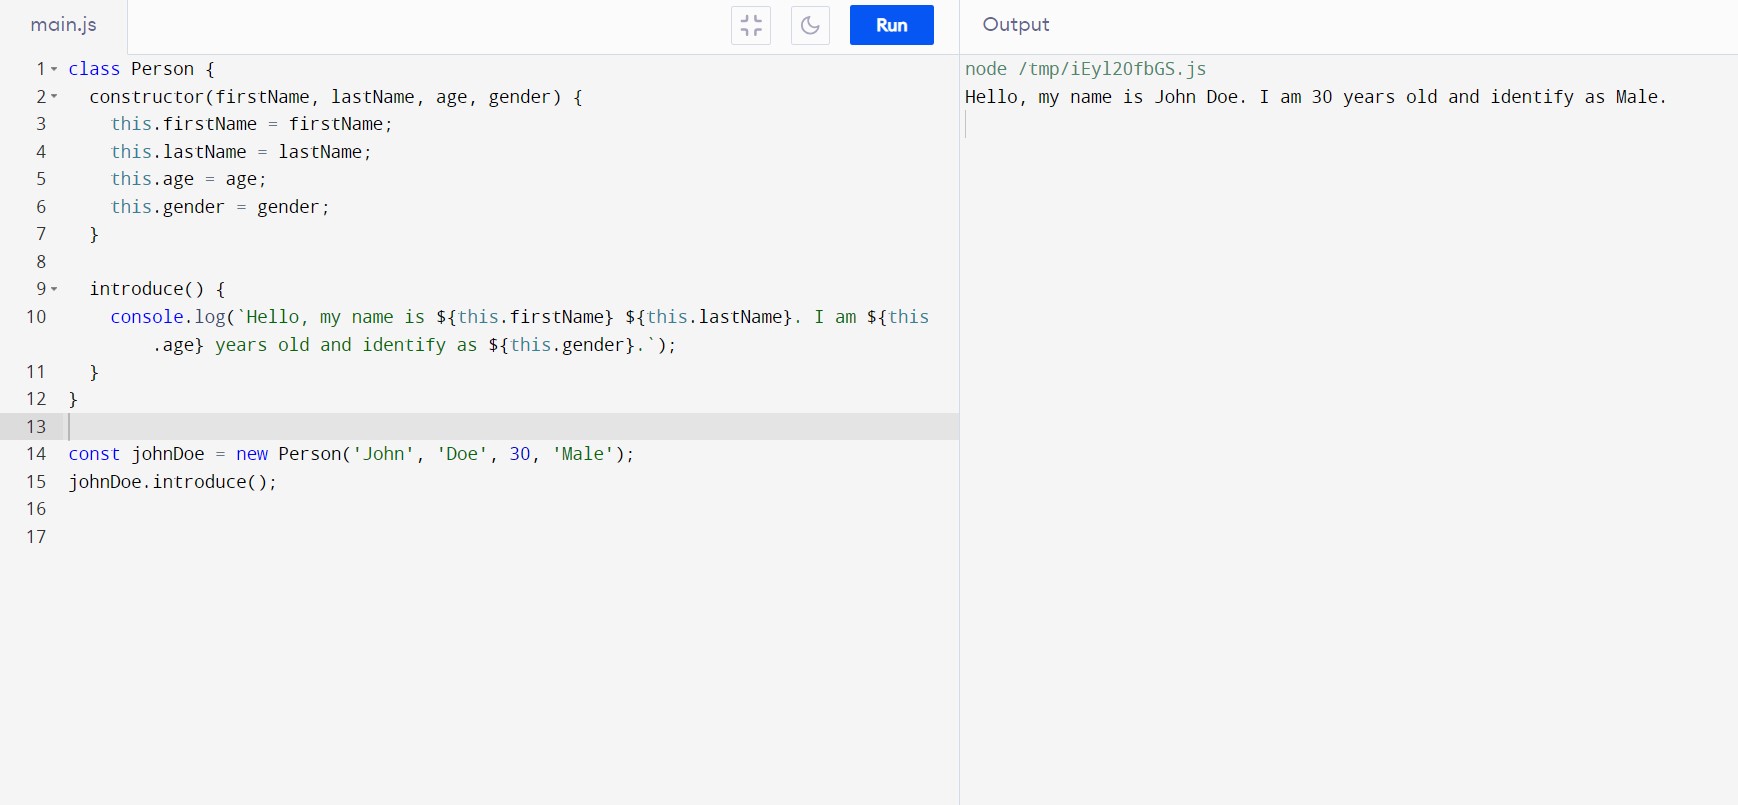 main.js
Run
Output
1 class Person {
2   constructor(firstName, lastName, age, gender) {
3     this.firstName = firstName;
4     this.lastName = lastName;
5     this.age = age;
6     this.gender = gender;
7   }
8
9   introduce() {
10     console.log(`Hello, my name is ${this.firstName} ${this.lastName}. I am ${this
        .age} years old and identify as ${this.gender}.`);
11   }
12 }
13
14 const johnDoe = new Person('John', 'Doe', 30, 'Male');
15 johnDoe.introduce();
16
17
node /tmp/iEyl2OfbGS.js
Hello, my name is John Doe. I am 30 years old and identify as Male.